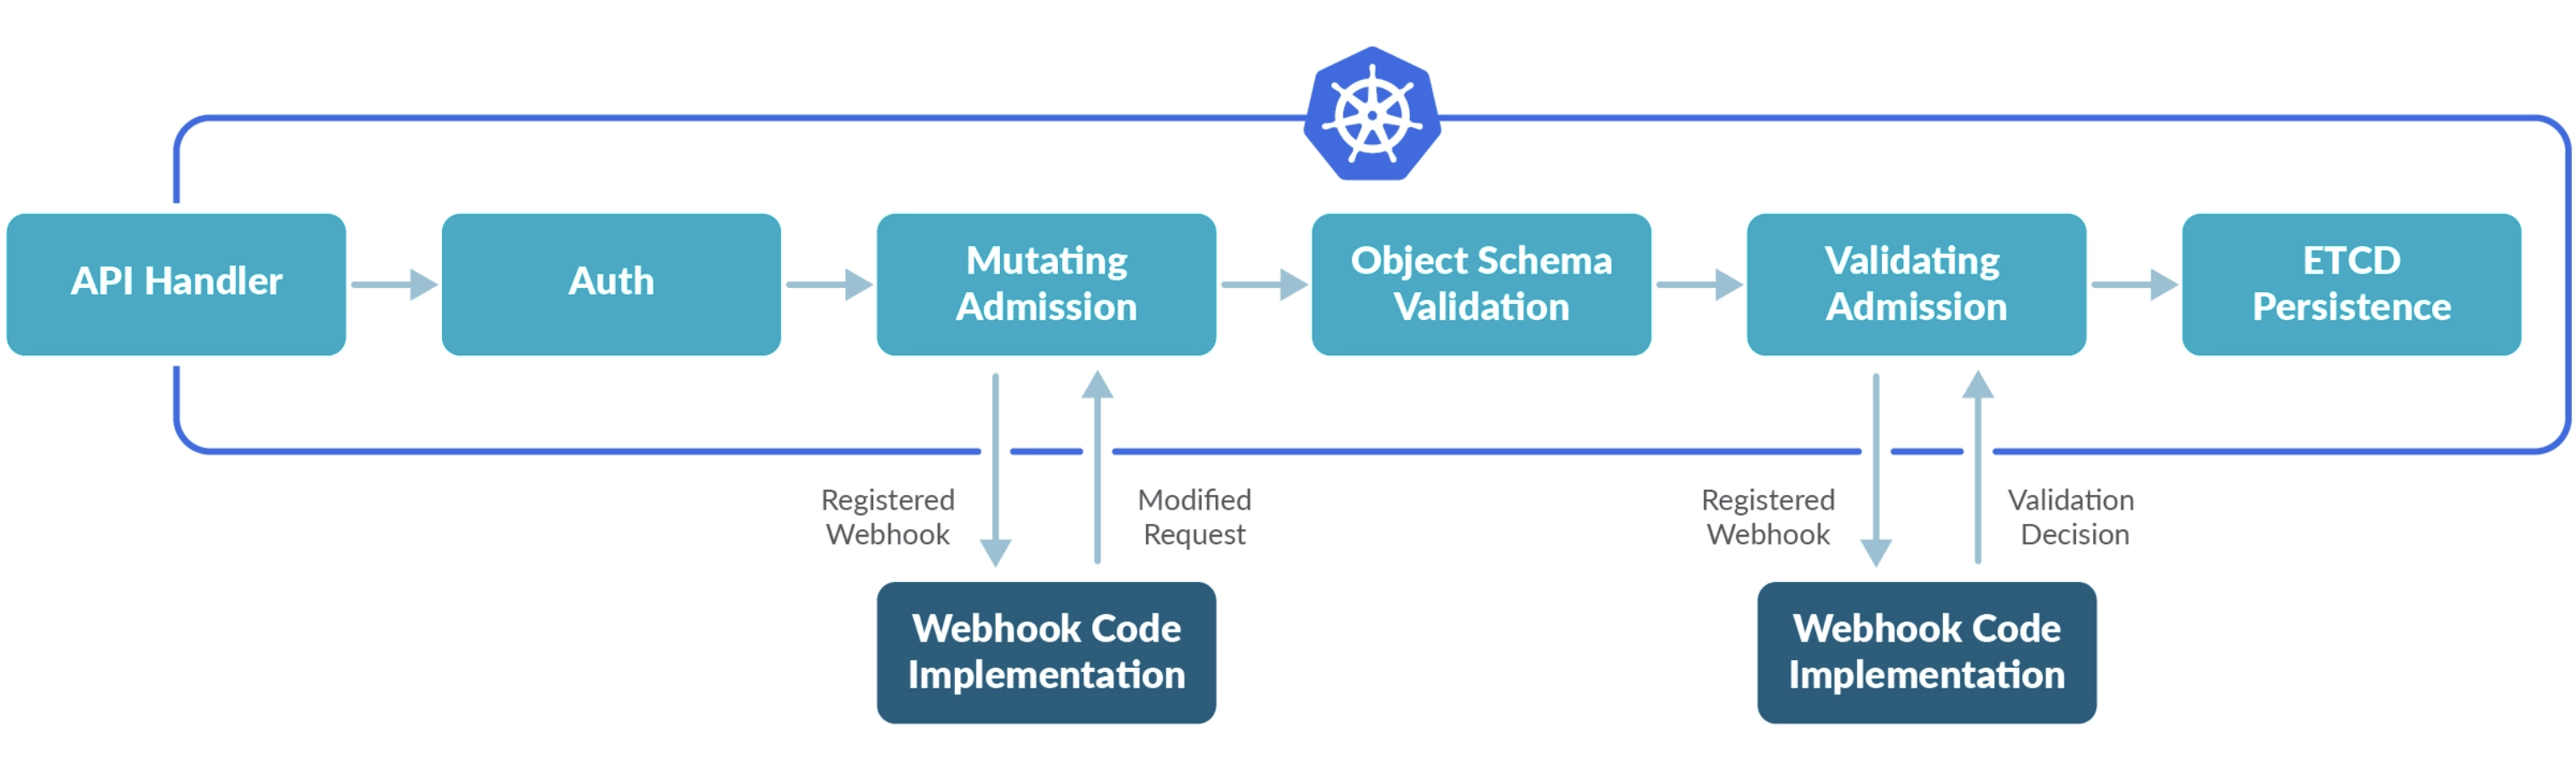 API Handler
Auth
Mutating
Admission
Object Schema
Validation
Validating
Admission
ETCD
Persistence
Registered
Webhook
Modified
Request
Registered
Webhook
Validation
Decision
Webhook Code
Implementation
Webhook Code
Implementation